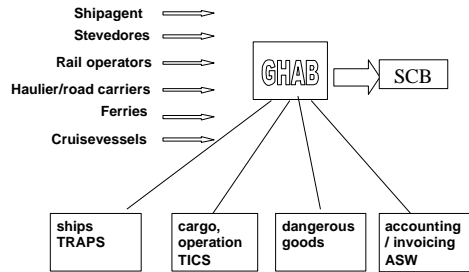 Shipagent
Stevedores
Rail operators
Haulier/road carriers
Ferries
Cruisevessels
GHAB
SCB
ships
TRAPS
cargo,
operation
TICS
dangerous
goods
accounting
/ invoicing
ASW